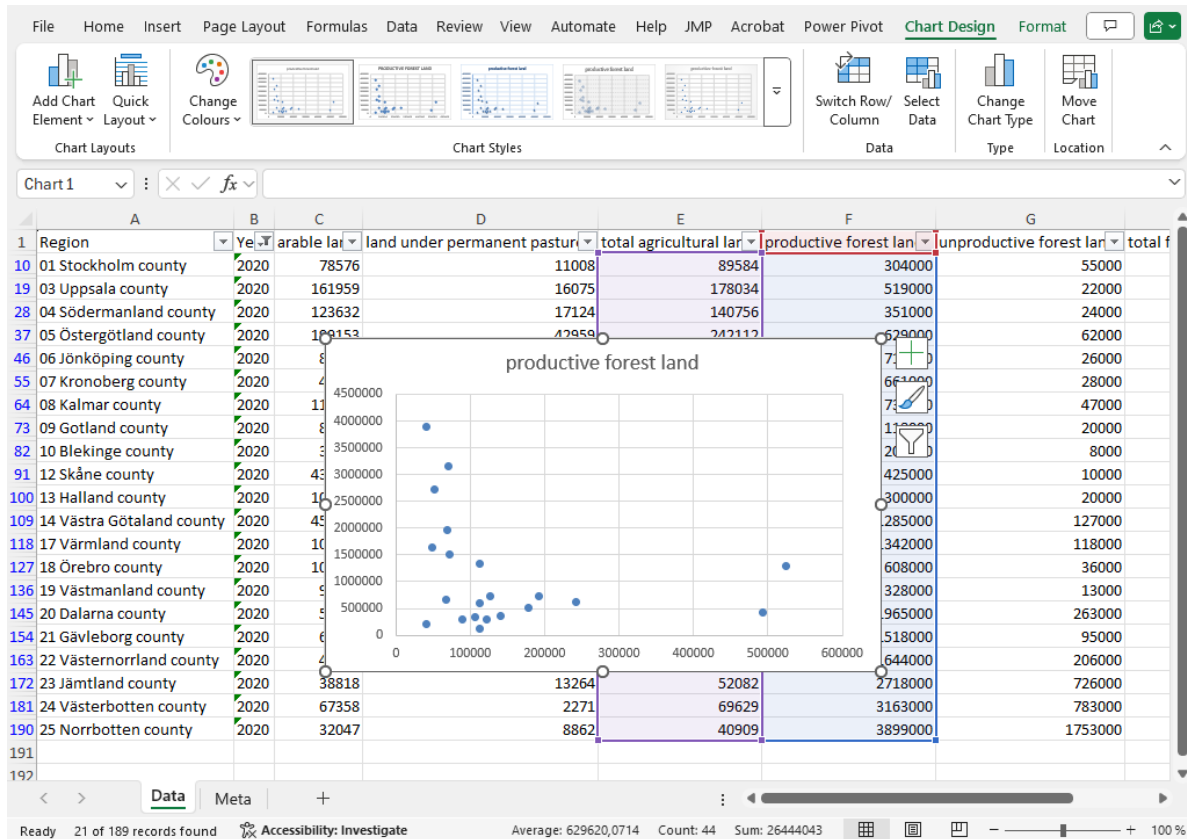 File Home Insert Page Layout Formulas Data Review View Automate Help JMP Acrobat Power Pivot Chart Design Format
Add Chart Element Quick Layout Change Colours Switch Row/ Column Select Data Change Chart Type Move Chart
Chart Layouts Chart Styles Data Type Location
Chart 1 fx
A B C D E F G
1 Region Ye arable lar land under permanent pastur total agricultural lar productive forest lan unproductive forest lan total f
10 01 Stockholm county 2020 78576 11008 89584 304000 55000
19 03 Uppsala county 2020 161959 16075 178034 519000 22000
28 04 Södermanland county 2020 123632 17124 140756 351000 24000
37 05 Östergötland county 2020 42959 242112 629000 62000
46 06 Jönköping county 2020 26000
55 07 Kronoberg county 2020 28000
64 08 Kalmar county 2020 47000
73 09 Gotland county 2020 20000
82 10 Blekinge county 2020 8000
91 12 Skåne county 2020 425000 10000
100 13 Halland county 2020 300000 20000
109 14 Västra Götaland county 2020 1285000 127000
118 17 Värmland county 2020 1342000 118000
127 18 Örebro county 2020 608000 36000
136 19 Västmanland county 2020 328000 13000
145 20 Dalarna county 2020 965000 263000
154 21 Gävleborg county 2020 518000 95000
163 22 Västernorrland county 2020 644000 206000
172 23 Jämtland county 2020 38818 13264 52082 2718000 726000
181 24 Västerbotten county 2020 67358 2271 69629 3163000 783000
190 25 Norrbotten county 2020 32047 8862 40909 3899000 1753000
191
192
productive forest land
4500000
4000000
3500000
3000000
2500000
2000000
1500000
1000000
500000
0
0 100000 200000 300000 400000 500000 600000
Data Meta +
Ready 21 of 189 records found Accessibility: Investigate Average: 629620,0714 Count: 44 Sum: 26444043 100 %